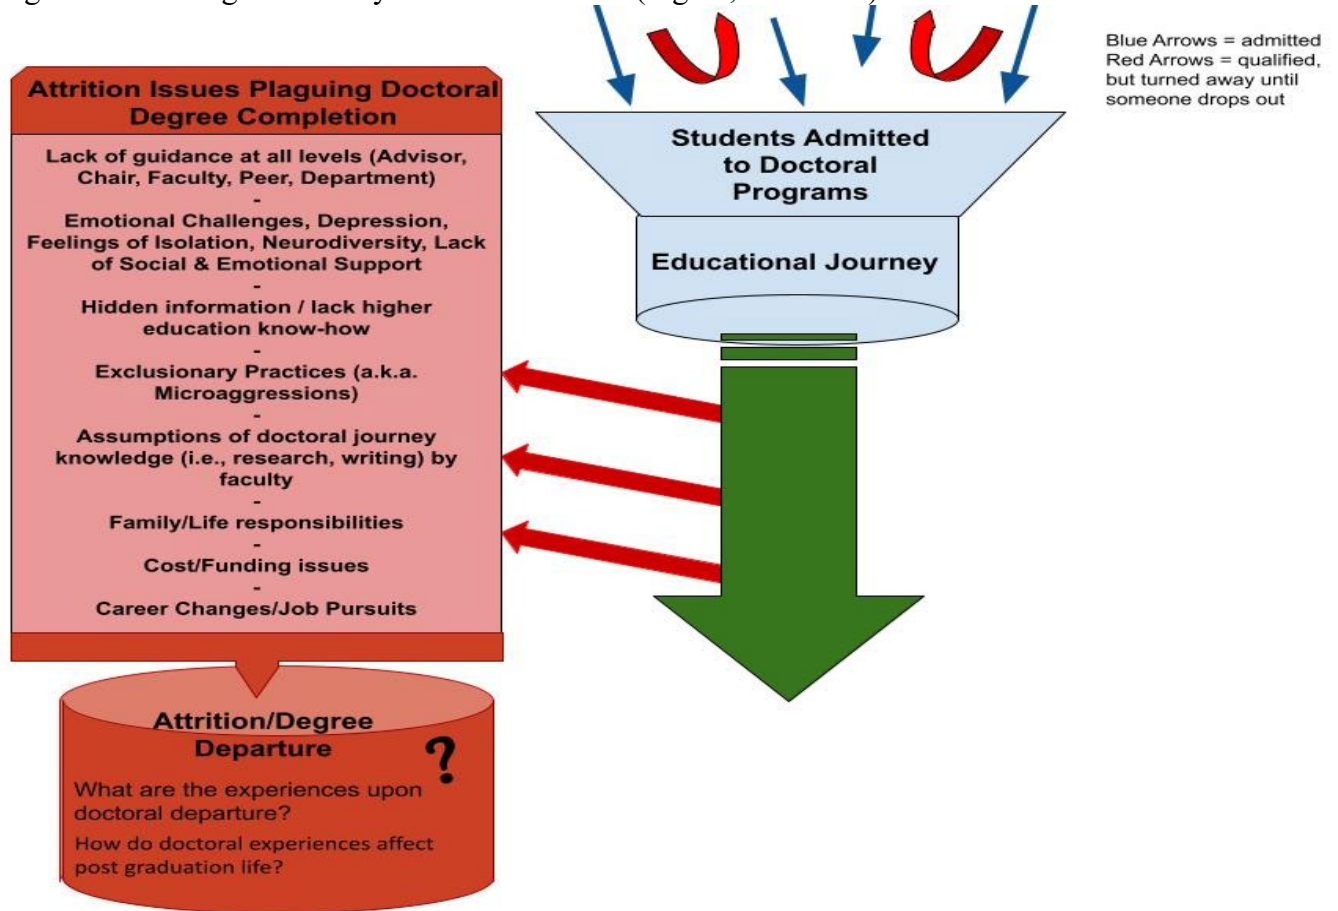 Blue Arrows = admitted
Red Arrows = qualified,
but turned away until
someone drops out
Attrition Issues Plaguing Doctoral
Degree Completion
Lack of guidance at all levels (Advisor,
Chair, Faculty, Peer, Department)
-
Emotional Challenges, Depression,
Feelings of Isolation, Neurodiversity, Lack
of Social & Emotional Support
-
Hidden information / lack higher
education know-how
-
Exclusionary Practices (a.k.a.
Microaggressions)
-
Assumptions of doctoral journey
knowledge (i.e., research, writing) by
faculty
-
Family/Life responsibilities
-
Cost/Funding issues
-
Career Changes/Job Pursuits
Students Admitted
to Doctoral
Programs
Educational Journey
Attrition/Degree
Departure
?
What are the experiences upon
doctoral departure?
How do doctoral experiences affect
post graduation life?